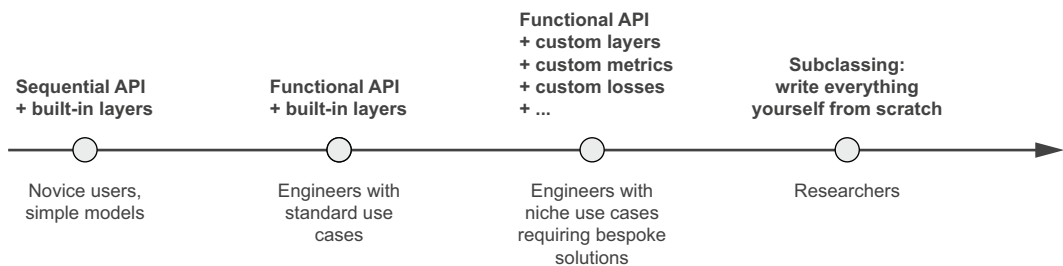 Sequential API
+ built-in layers
Functional API
+ built-in layers
Functional API
+ custom layers
+ custom metrics
+ custom losses
+ ...
Subclassing:
write everything
yourself from scratch
Novice users,
simple models
Engineers with
standard use
cases
Engineers with
niche use cases
requiring bespoke
solutions
Researchers